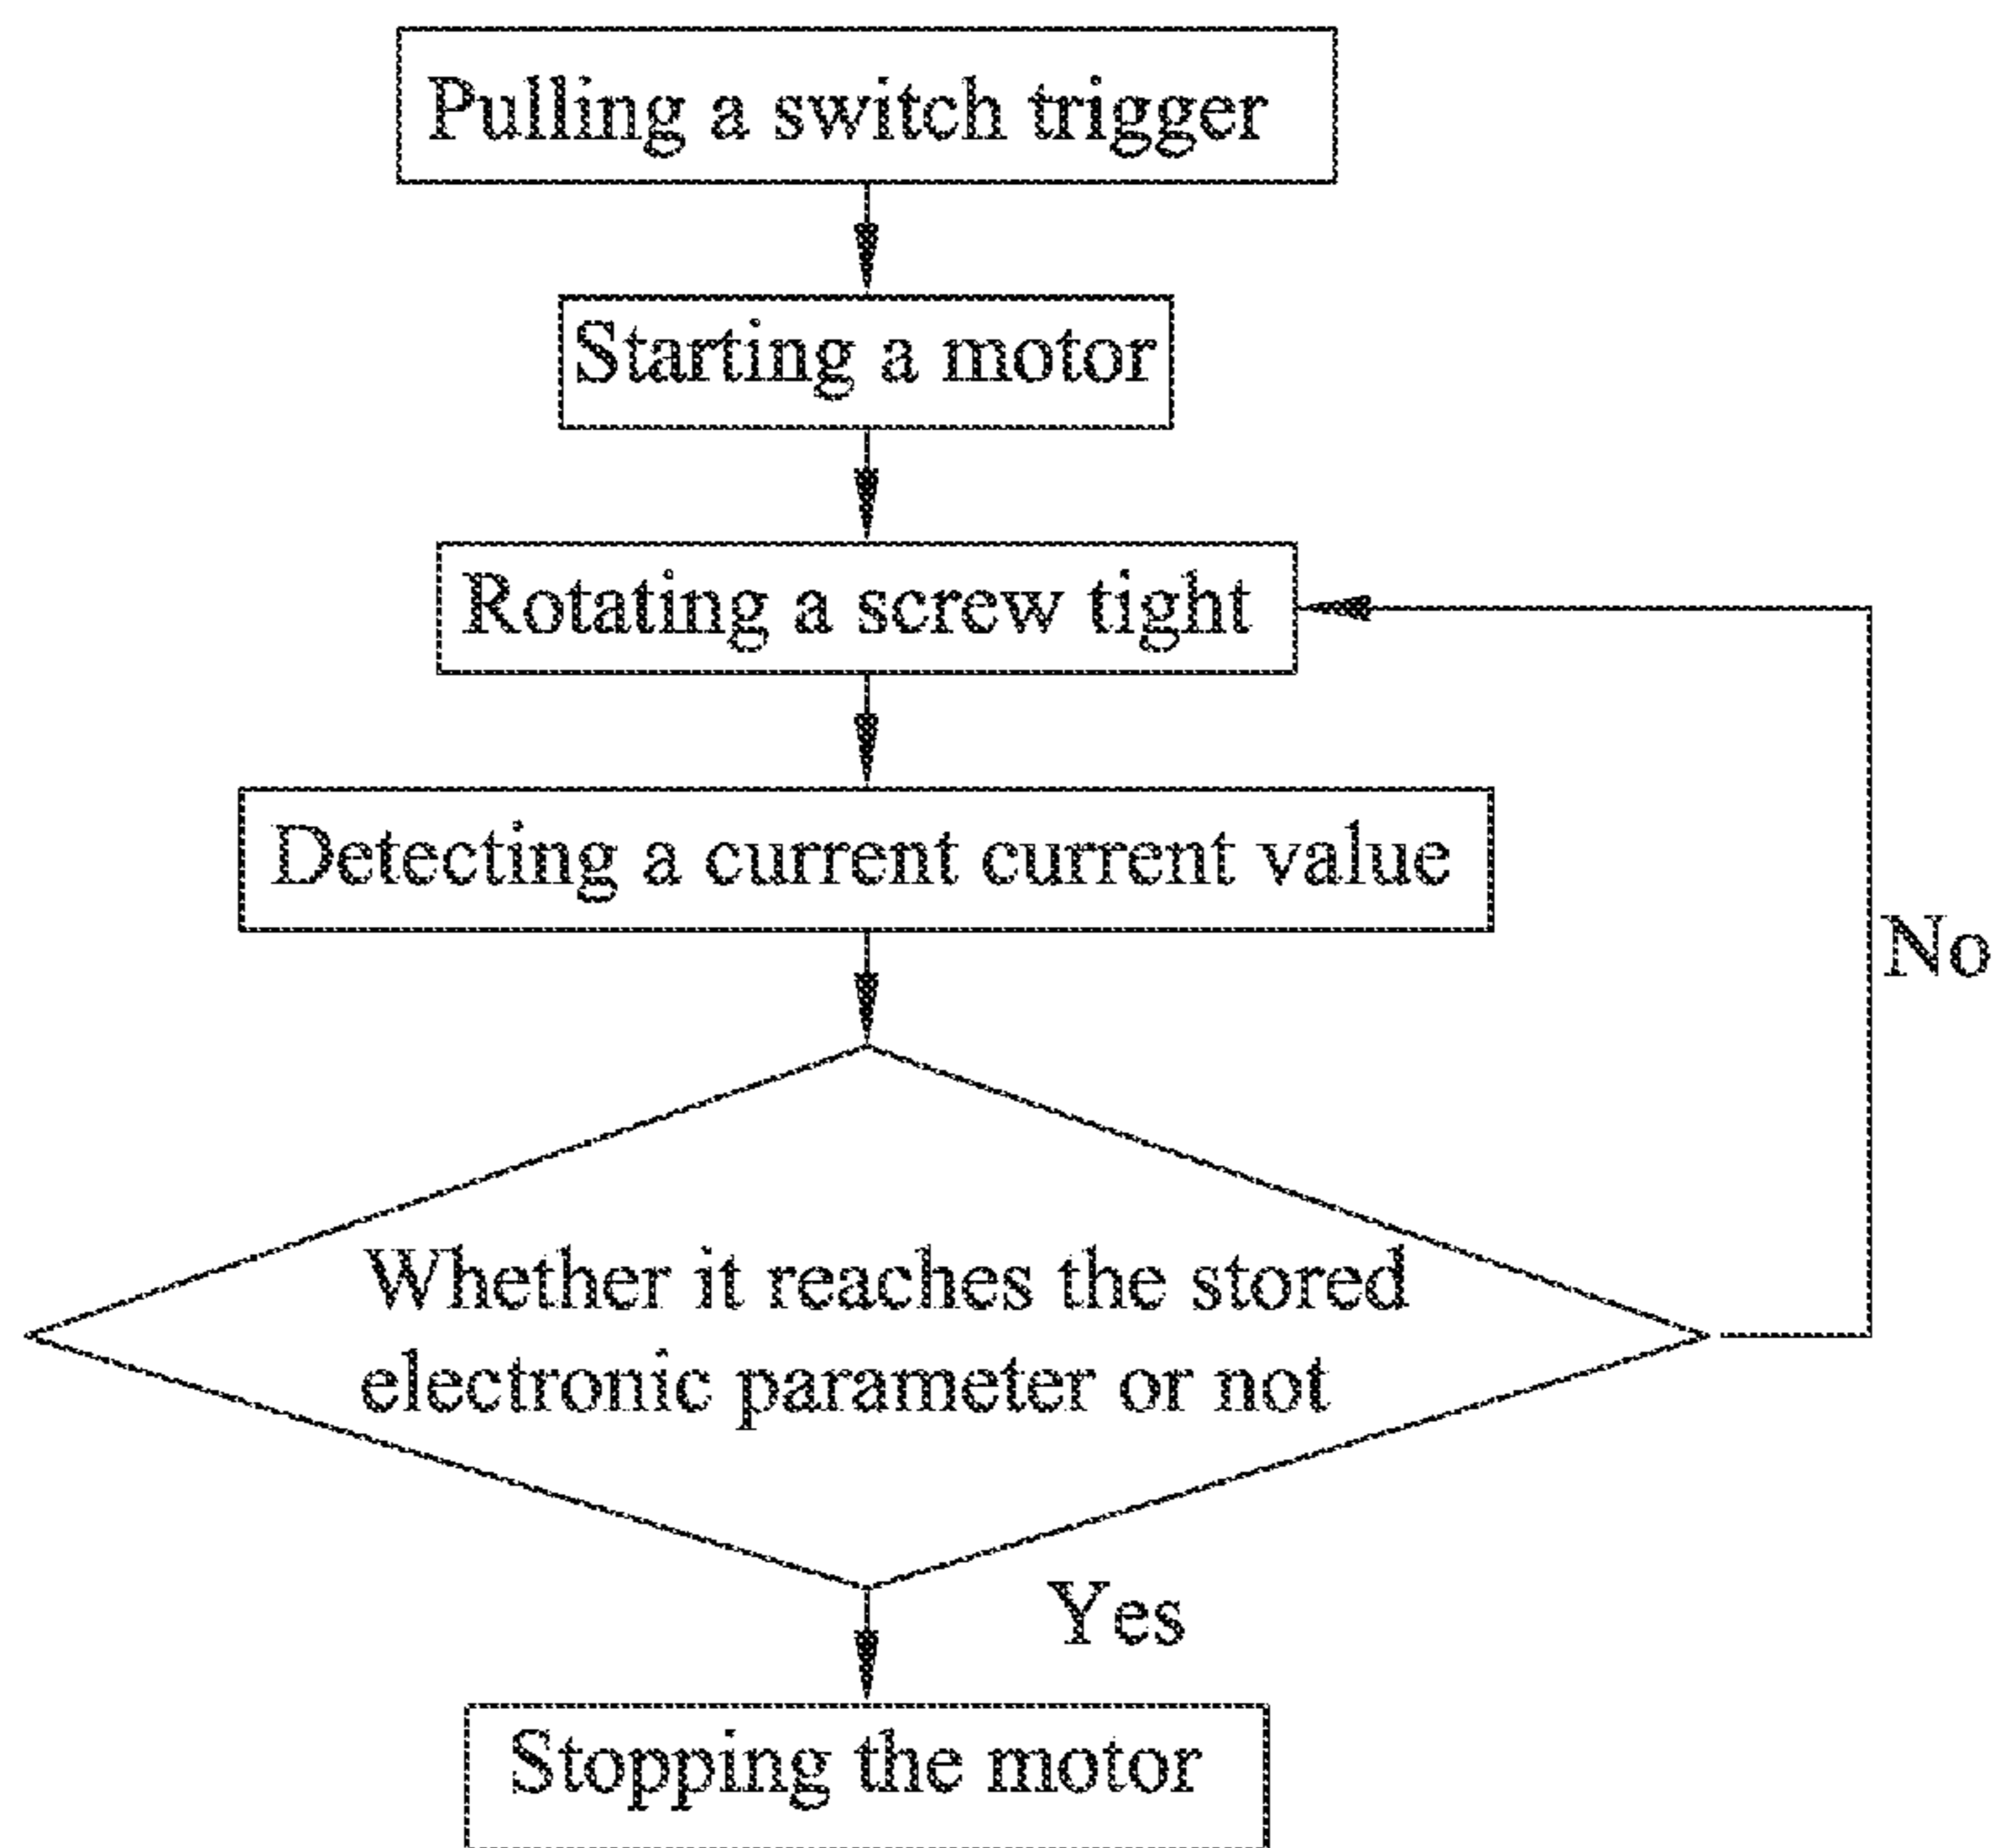 Pulling a switch trigger
Starting a motor
Rotating a screw tight
Detecting a current current value
No
Whether it reaches the stored
electronic parameter or not
Yes
Stopping the motor